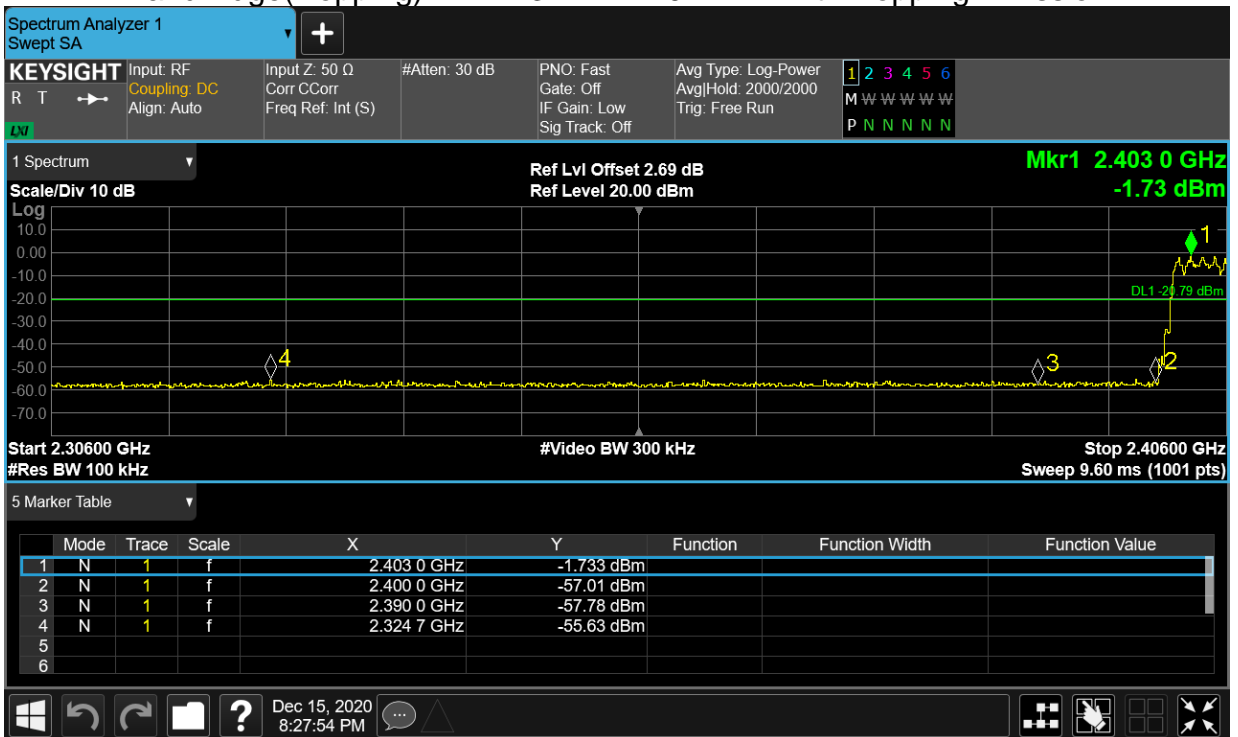 Spectrum Analyzer 1
Swept SA
KEYSIGHT
R T
LXI
Input: RF
Coupling: DC
Align: Auto
Input Z: 50 Ω
Corr CCorr
Freq Ref: Int (S)
#Atten: 30 dB
PNO: Fast
Gate: Off
IF Gain: Low
Sig Track: Off
Avg Type: Log-Power
Avg|Hold: 2000/2000
Trig: Free Run
1 2 3 4 5 6
M W W W W W
P N N N N N
1 Spectrum
Scale/Div 10 dB
Ref Lvl Offset 2.69 dB
Ref Level 20.00 dBm
Mkr1 2.403 0 GHz
-1.73 dBm
Log
10.0
0.00
-10.0
-20.0
-30.0
-40.0
-50.0
-60.0
-70.0
1
DL1 -20.79 dBm
4
3
2
Start 2.30600 GHz
#Res BW 100 kHz
#Video BW 300 kHz
Stop 2.40600 GHz
Sweep 9.60 ms (1001 pts)
5 Marker Table
Mode Trace Scale X Y Function Function Width Function Value
1 N 1 f 2.403 0 GHz -1.733 dBm
2 N 1 f 2.400 0 GHz -57.01 dBm
3 N 1 f 2.390 0 GHz -57.78 dBm
4 N 1 f 2.324 7 GHz -55.63 dBm
5
6
?
Dec 15, 2020
8:27:54 PM